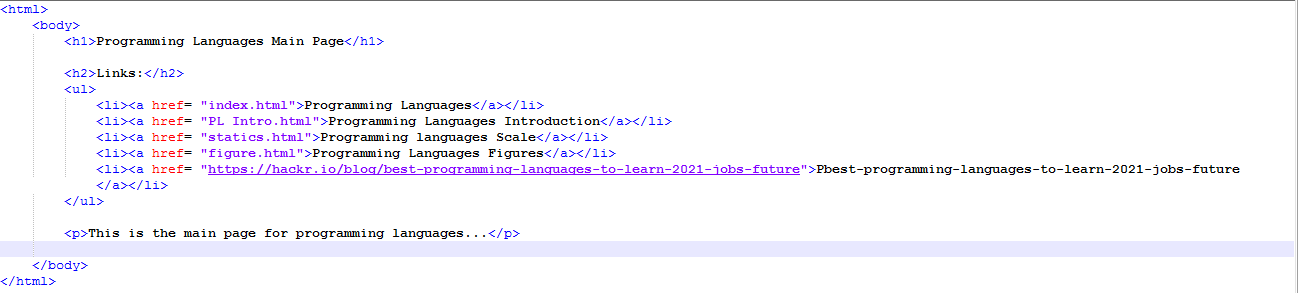 <html>
<body>
<h1>Programming Languages Main Page</h1>
<h2>Links:</h2>
<ul>
<li><a href= "index.html">Programming Languages</a></li>
<li><a href= "PL Intro.html">Programming Languages Introduction</a></li>
<li><a href= "statics.html">Programming languages Scale</a></li>
<li><a href= "figure.html">Programming Languages Figures</a></li>
<li><a href= "https://hackr.io/blog/best-programming-languages-to-learn-2021-jobs-future">Pbest-programming-languages-to-learn-2021-jobs-future
</a></li>
</ul>
<p>This is the main page for programming languages...</p>
</body>
</html>